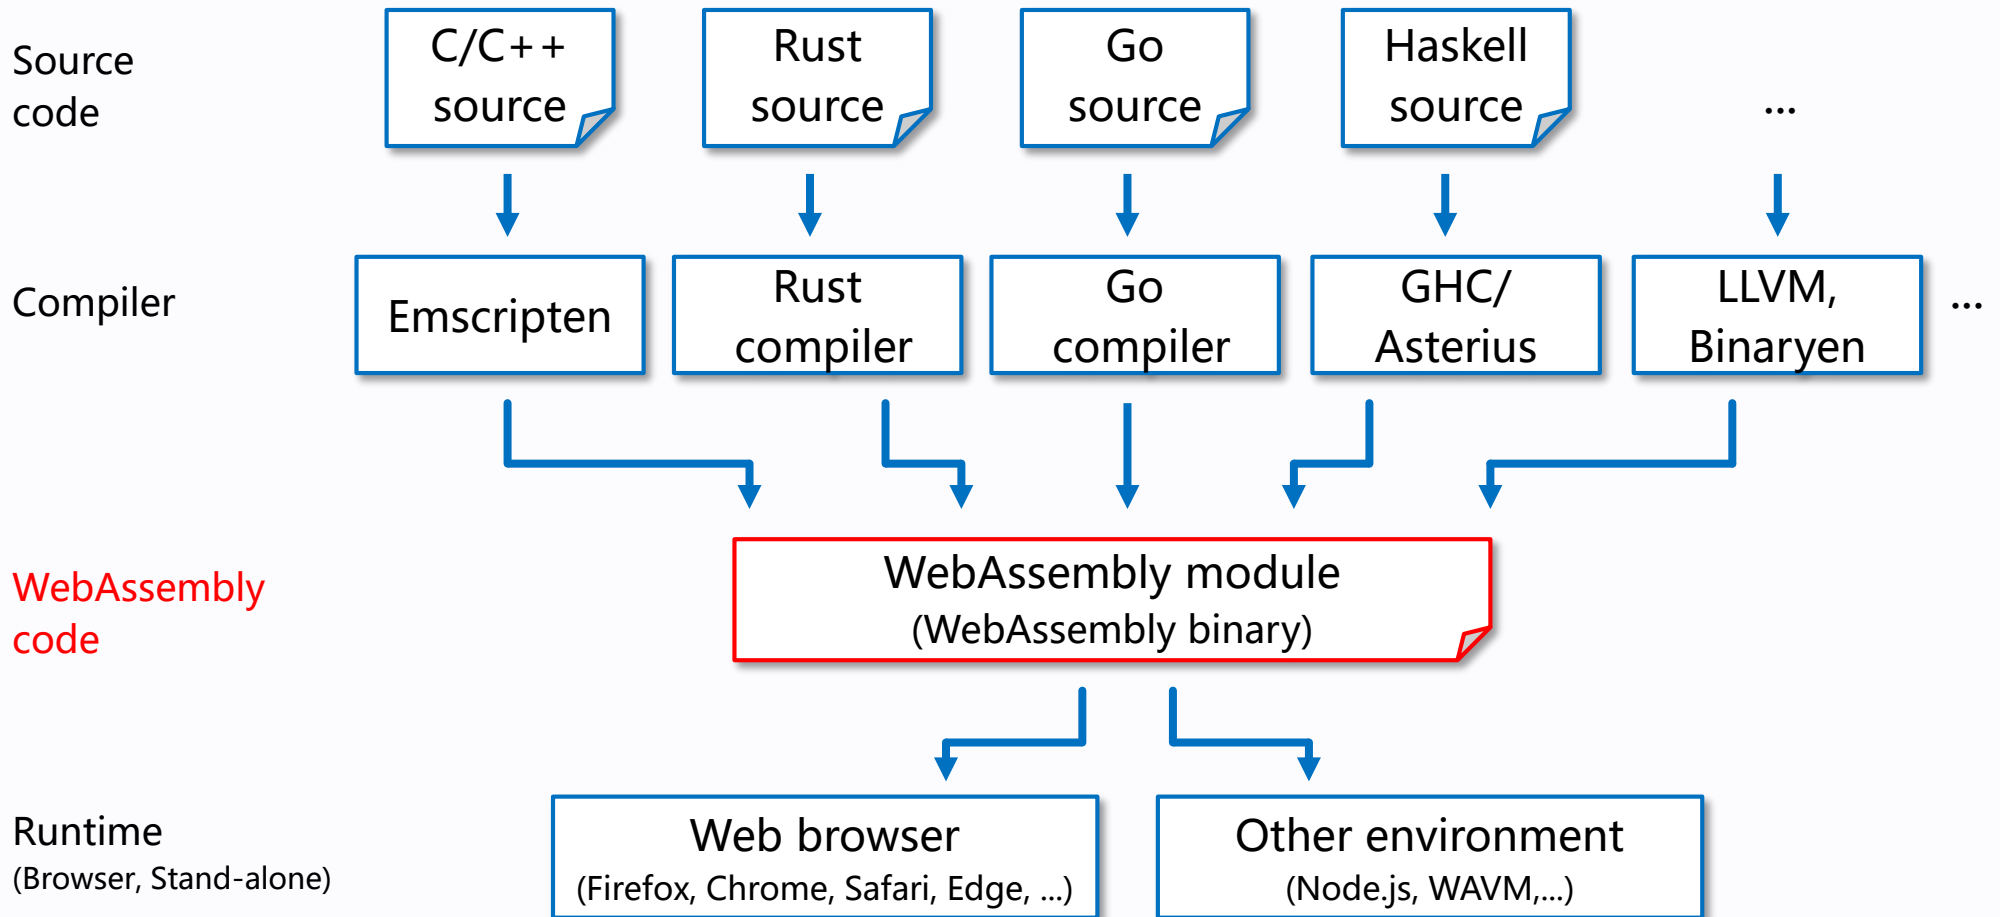 Source
code
C/C++
source
Rust
source
Go
source
Haskell
source
...
Compiler
Emscripten
Rust
compiler
Go
compiler
GHC/
Asterius
LLVM,
Binaryen
...
WebAssembly
code
WebAssembly module
(WebAssembly binary)
Runtime
(Browser, Stand-alone)
Web browser
(Firefox, Chrome, Safari, Edge, ...)
Other environment
(Node.js, WAVM,...)